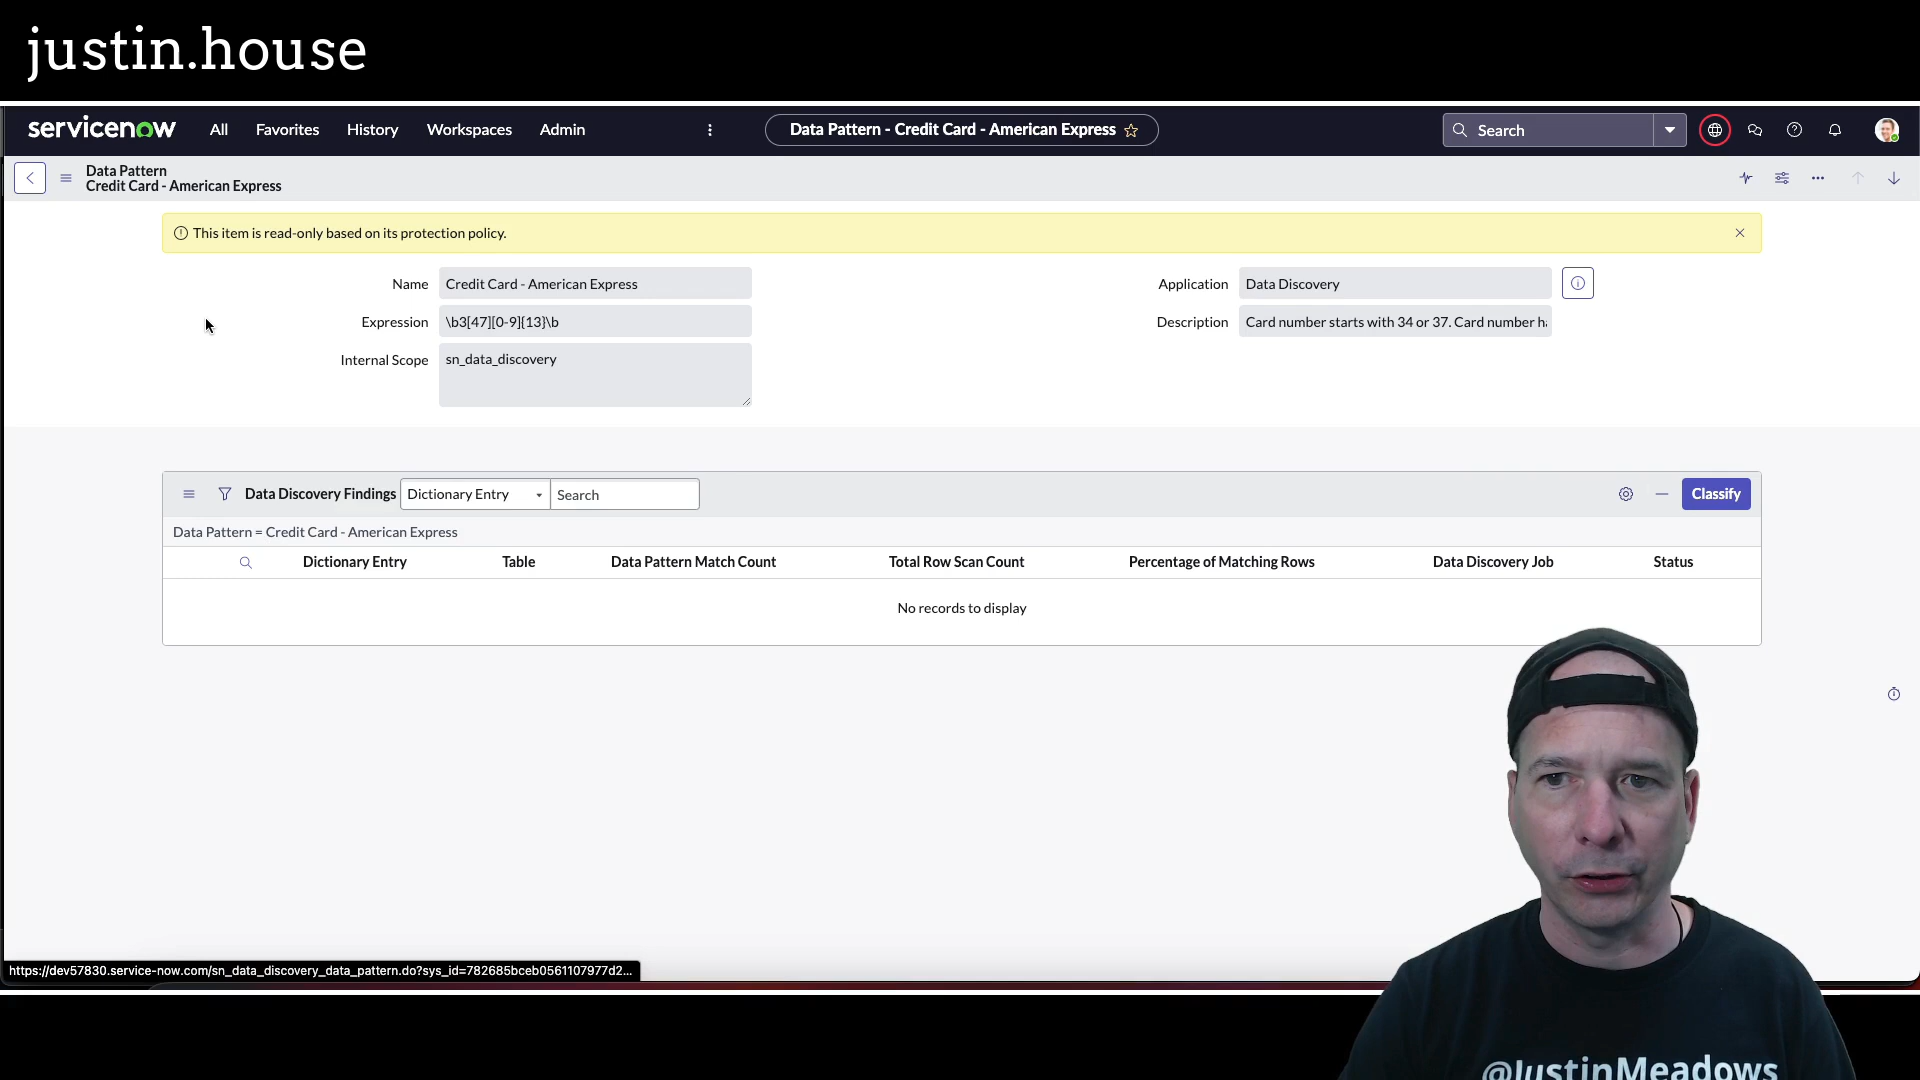 justin.house
servicenow
All
Favorites
History
Workspaces
Admin
Data Pattern - Credit Card - American Express
Search
Data Pattern
Credit Card - American Express
This item is read-only based on its protection policy.
Name
Credit Card - American Express
Application
Data Discovery
Expression
\b3[47][0-9]{13}\b
Description
Card number starts with 34 or 37. Card number ha
Internal Scope
sn_data_discovery
Data Discovery Findings
Dictionary Entry
Search
Classify
Data Pattern = Credit Card - American Express
Dictionary Entry
Table
Data Pattern Match Count
Total Row Scan Count
Percentage of Matching Rows
Data Discovery Job
Status
No records to display
https://dev57830.service-now.com/sn_data_discovery_data_pattern.do?sys_id=782685bceb0561107977d2...
@JustinMeadows